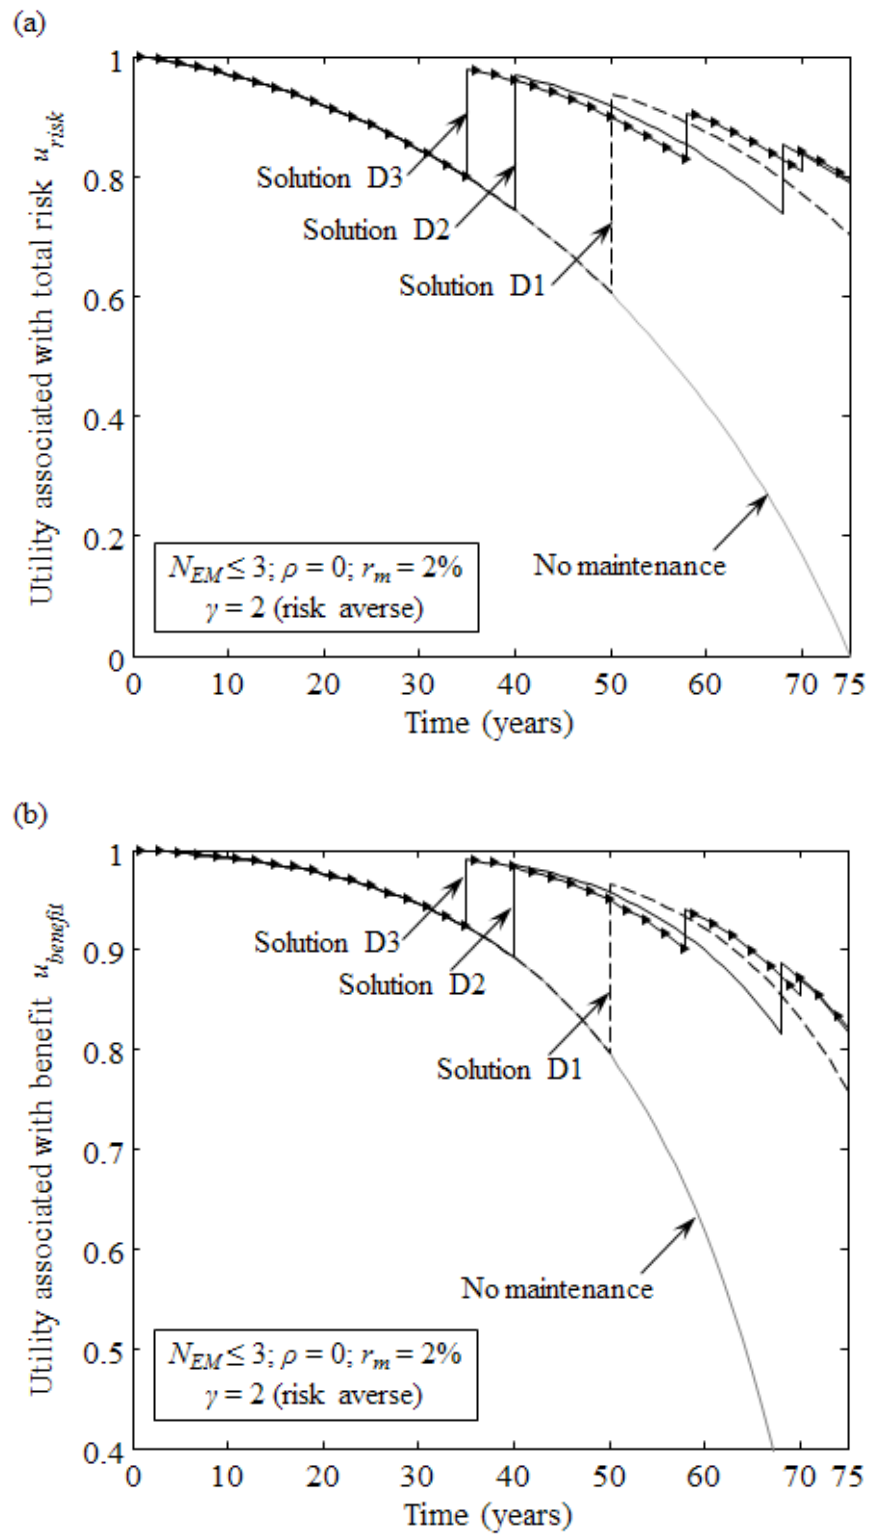 (a)
Utility associated with total risk u_risk
1
0.8
0.6
0.4
0.2
0
Solution D3
Solution D2
Solution D1
No maintenance
N_EM ≤ 3; ρ = 0; r_m = 2%
γ = 2 (risk averse)
0 10 20 30 40 50 60 70 75
Time (years)
(b)
Utility associated with benefit u_benefit
1
0.9
0.8
0.7
0.6
0.5
0.4
Solution D3
Solution D2
Solution D1
No maintenance
N_EM ≤ 3; ρ = 0; r_m = 2%
γ = 2 (risk averse)
0 10 20 30 40 50 60 70 75
Time (years)